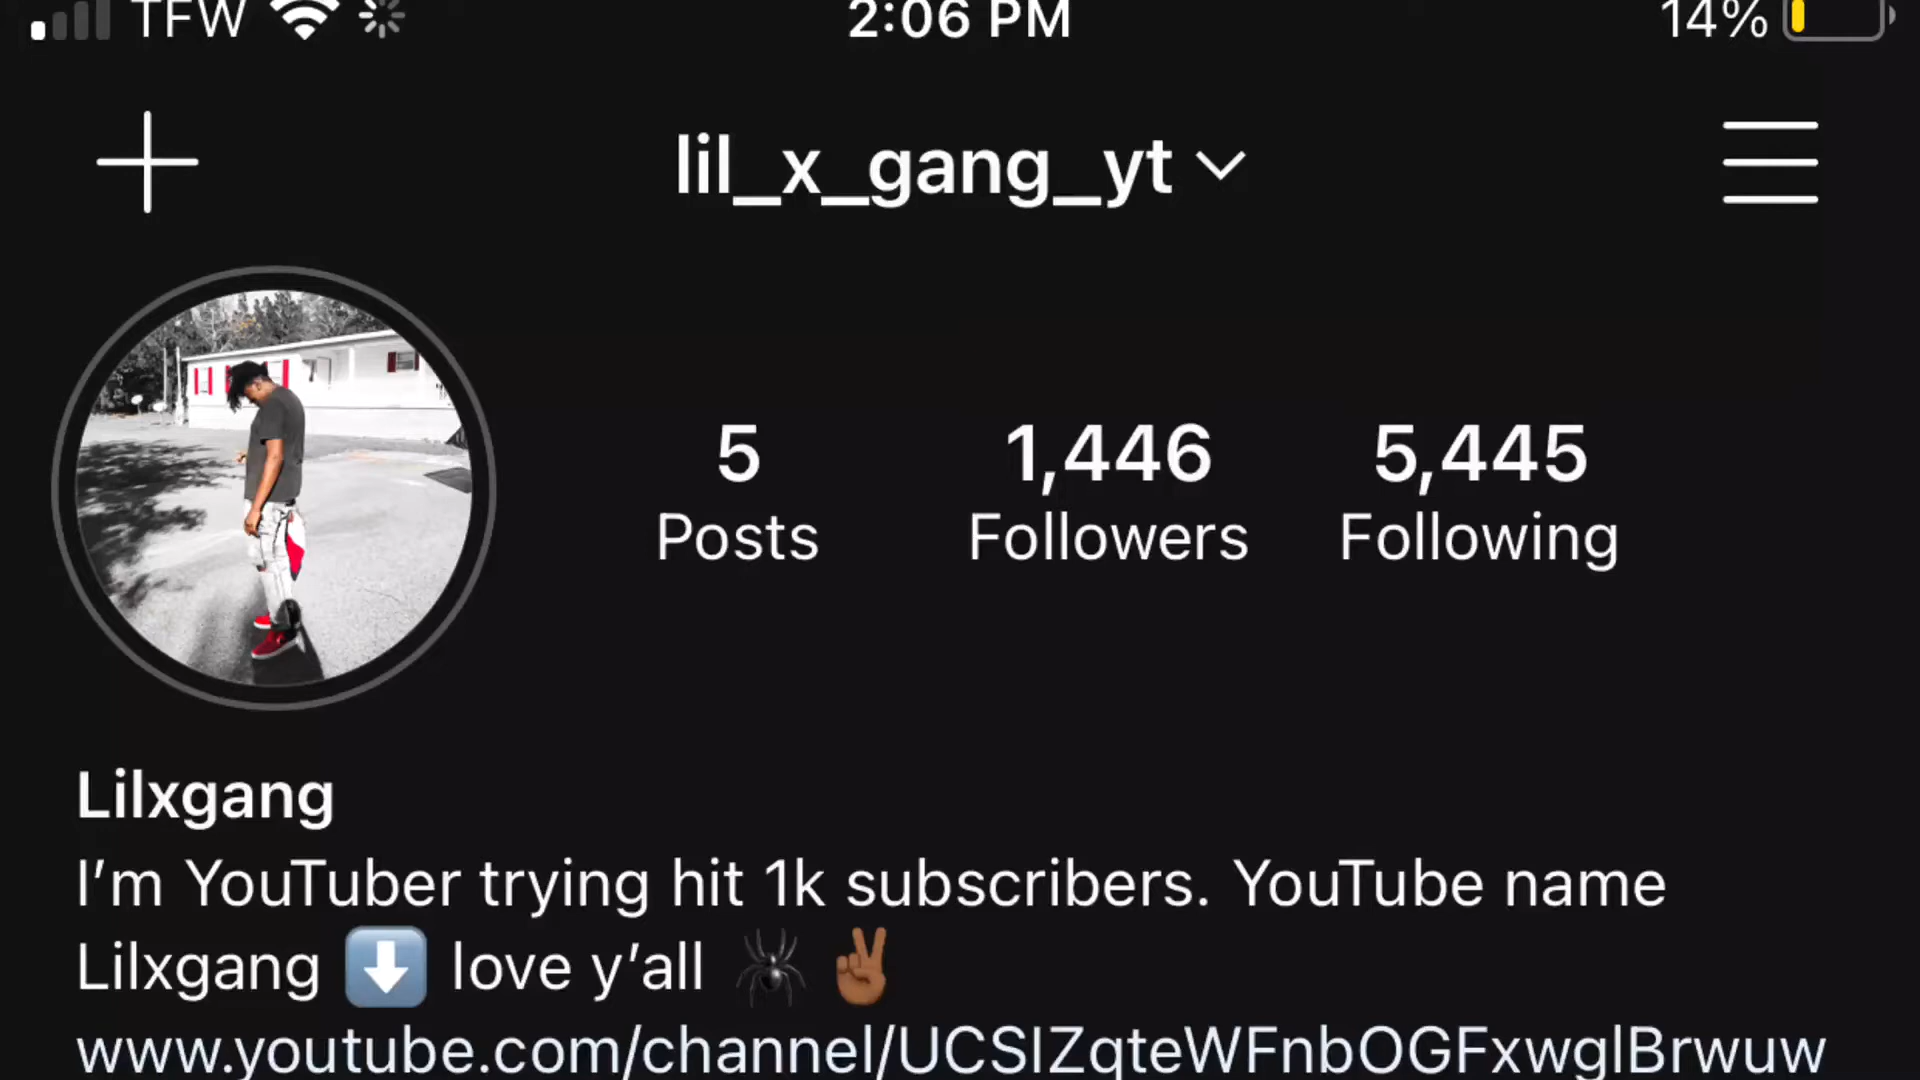 TFW 2:06 PM 14%
lil_x_gang_yt
5 1,446 5,445
Posts Followers Following
Lilxgang
I’m YouTuber trying hit 1k subscribers. YouTube name
Lilxgang ⬇️ love y’all 🕷️ ✌🏾
www.youtube.com/channel/UCSIZqteWFnbOGFxwglBrwuw